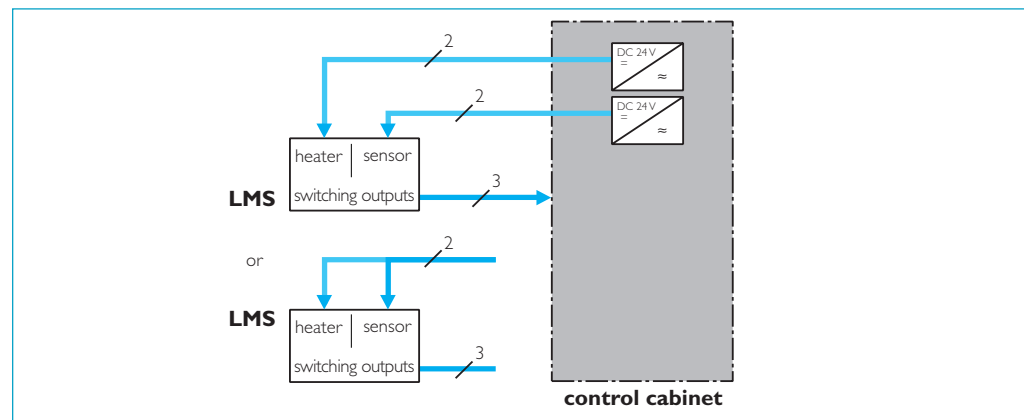 2
DC 24 V
=
≈
2
DC 24 V
=
≈
heater
sensor
LMS
switching outputs
3
or
2
LMS
heater
sensor
switching outputs
3
control cabinet